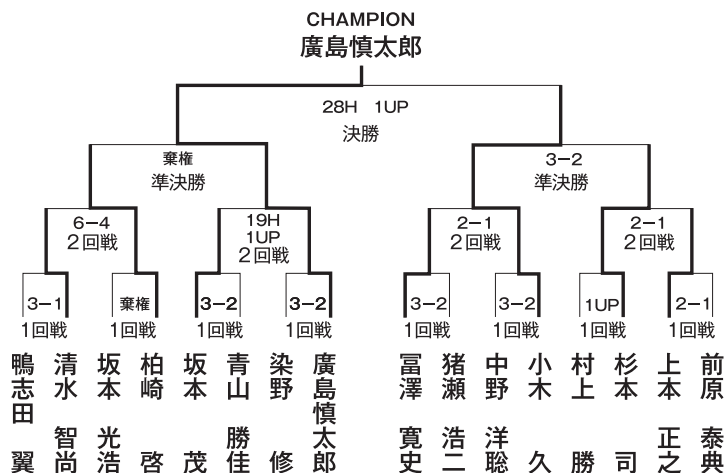 CHAMPION
廣島慎太郎
28H 1UP
決勝
棄権
準決勝
3−2
準決勝
6−4
2回戦
19H
1UP
2回戦
2−1
2回戦
2−1
2回戦
3−1
1回戦
棄権
1回戦
3−2
1回戦
3−2
1回戦
3−2
1回戦
3−2
1回戦
1UP
1回戦
2−1
1回戦
鴨志田 翼
清水 智尚
坂本 光浩
柏崎 啓
坂本 茂
青山 勝佳
染野 修
廣島慎太郎
冨澤 寛史
猪瀬 浩二
中野 洋聡
小木 久
村上 勝
杉本 司
上本 正之
前原 泰典